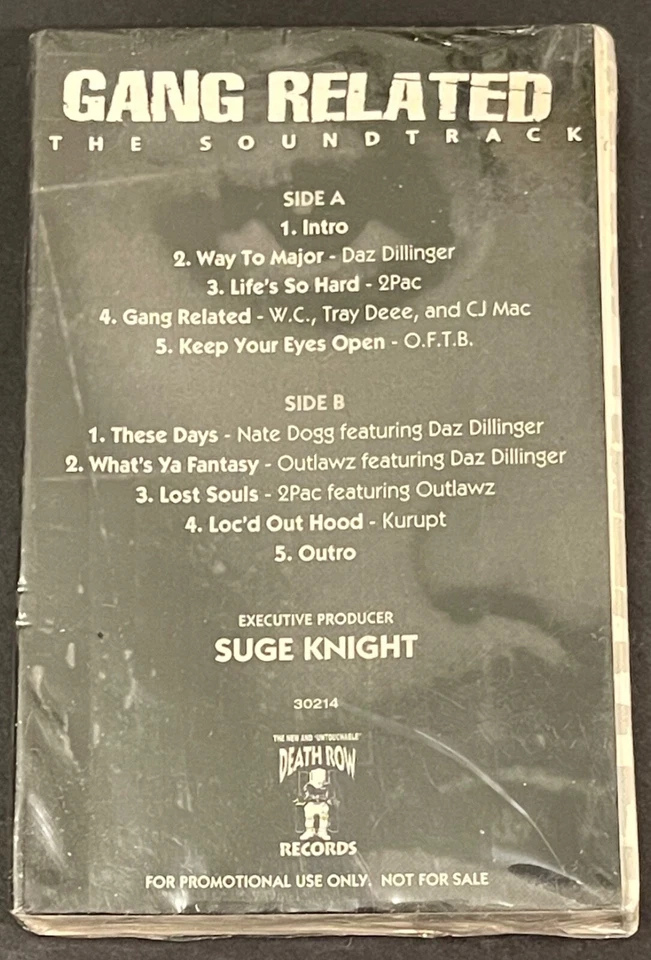 GANG RELATED
THE SOUNDTRACK
SIDE A
1. Intro
2. Way To Major - Daz Dillinger
3. Life's So Hard - 2Pac
4. Gang Related - W.C., Tray Deee, and CJ Mac
5. Keep Your Eyes Open - O.F.T.B.
SIDE B
1. These Days - Nate Dogg featuring Daz Dillinger
2. What's Ya Fantasy - Outlawz featuring Daz Dillinger
3. Lost Souls - 2Pac featuring Outlawz
4. Loc'd Out Hood - Kurupt
5. Outro
EXECUTIVE PRODUCER
SUGE KNIGHT
30214
THE NEW AND "UNTOUCHABLE"
DEATH ROW
RECORDS
FOR PROMOTIONAL USE ONLY. NOT FOR SALE